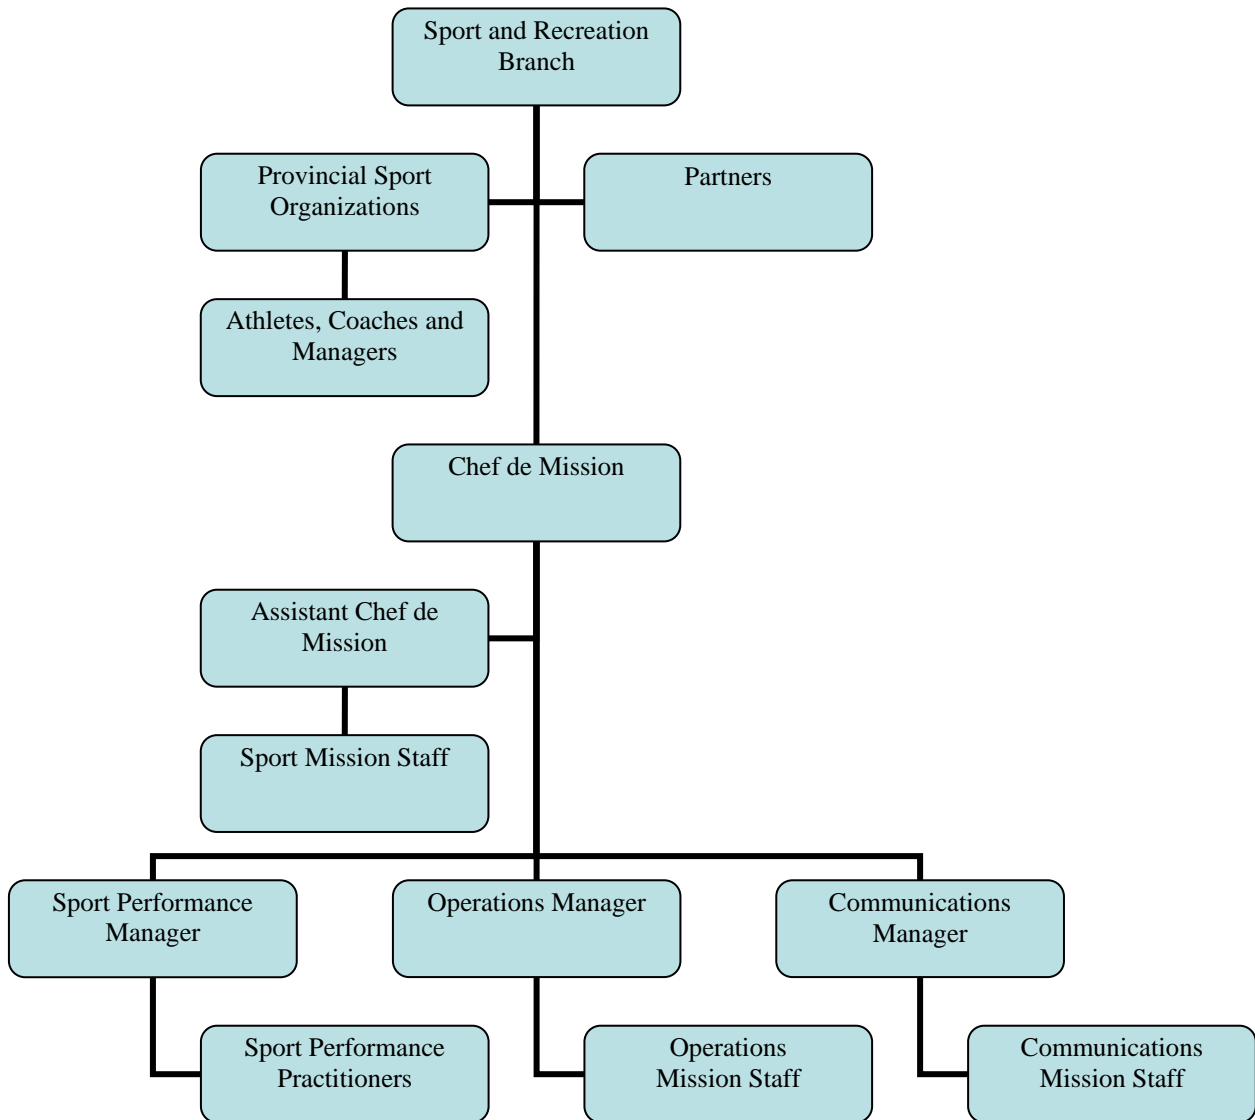 Sport and Recreation
Branch
Provincial Sport
Organizations
Partners
Athletes, Coaches and
Managers
Chef de Mission
Assistant Chef de
Mission
Sport Mission Staff
Sport Performance
Manager
Operations Manager
Communications
Manager
Sport Performance
Practitioners
Operations
Mission Staff
Communications
Mission Staff